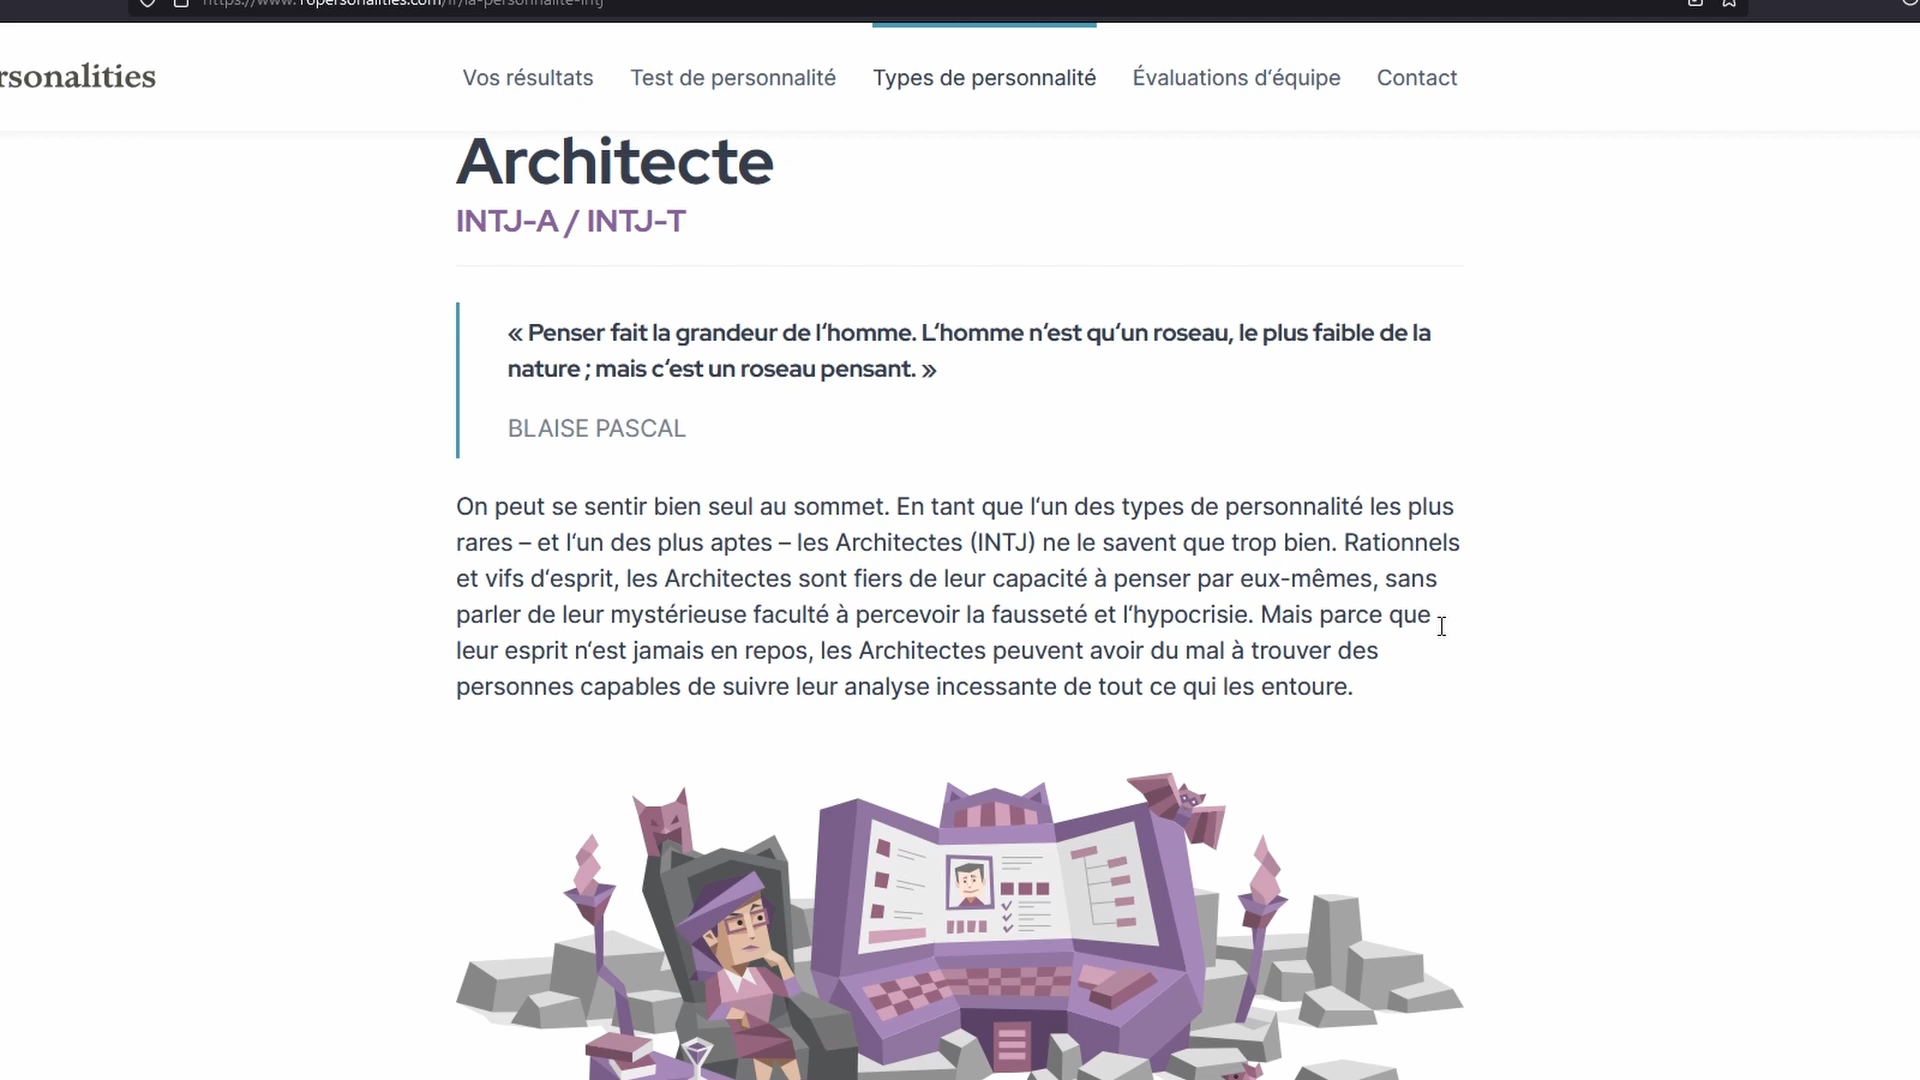 rsonalities
Vos résultats
Test de personnalité
Types de personnalité
Évaluations d‘équipe
Contact
Architecte
INTJ-A / INTJ-T
« Penser fait la grandeur de l‘homme. L‘homme n‘est qu‘un roseau, le plus faible de la
nature ; mais c‘est un roseau pensant. »
BLAISE PASCAL
On peut se sentir bien seul au sommet. En tant que l‘un des types de personnalité les plus
rares – et l‘un des plus aptes – les Architectes (INTJ) ne le savent que trop bien. Rationnels
et vifs d‘esprit, les Architectes sont fiers de leur capacité à penser par eux-mêmes, sans
parler de leur mystérieuse faculté à percevoir la fausseté et l‘hypocrisie. Mais parce que
leur esprit n‘est jamais en repos, les Architectes peuvent avoir du mal à trouver des
personnes capables de suivre leur analyse incessante de tout ce qui les entoure.